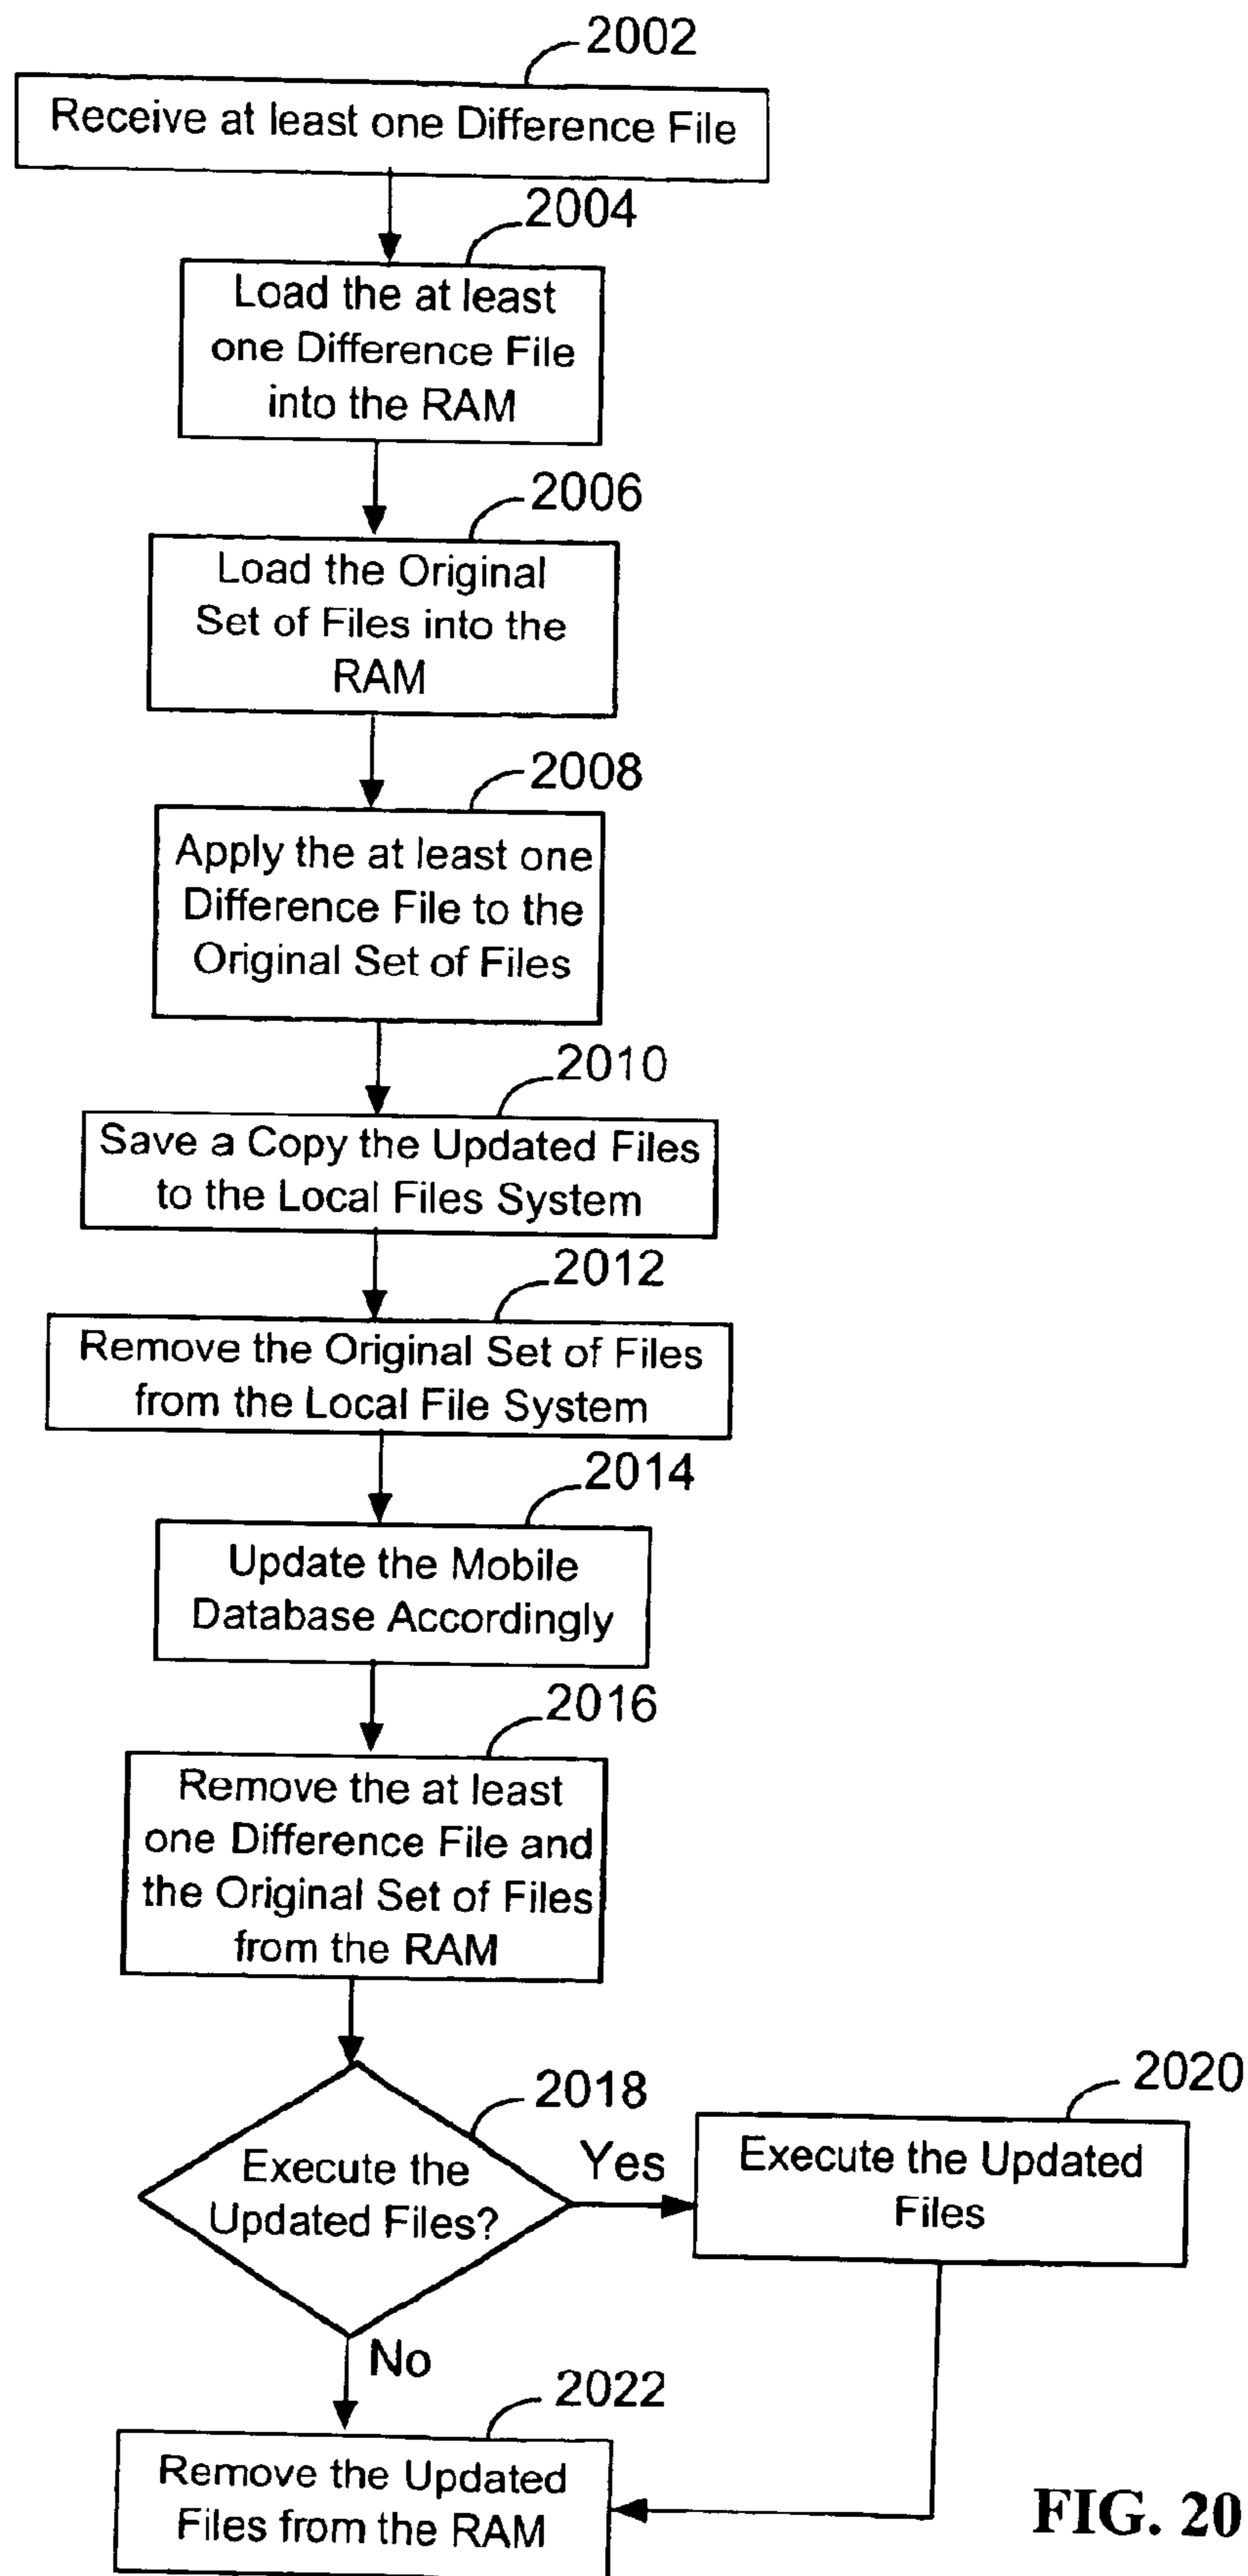 2002
Receive at least one Difference File
2004
Load the at least
one Difference File
into the RAM
2006
Load the Original
Set of Files into the
RAM
2008
Apply the at least one
Difference File to the
Original Set of Files
2010
Save a Copy the Updated Files
to the Local Files System
2012
Remove the Original Set of Files
from the Local File System
2014
Update the Mobile
Database Accordingly
2016
Remove the at least
one Difference File and
the Original Set of Files
from the RAM
2018
Execute the
Updated Files?
Yes
2020
Execute the Updated
Files
No
2022
Remove the Updated
Files from the RAM
FIG. 20